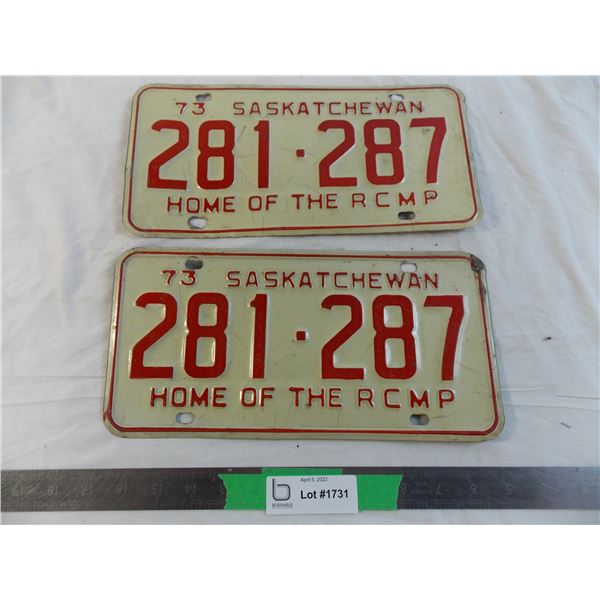 73 SASKATCHEWAN
281·287
HOME OF THE RCMP
73 SASKATCHEWAN
281·287
HOME OF THE RCMP
April 5, 2022
Lot #1731